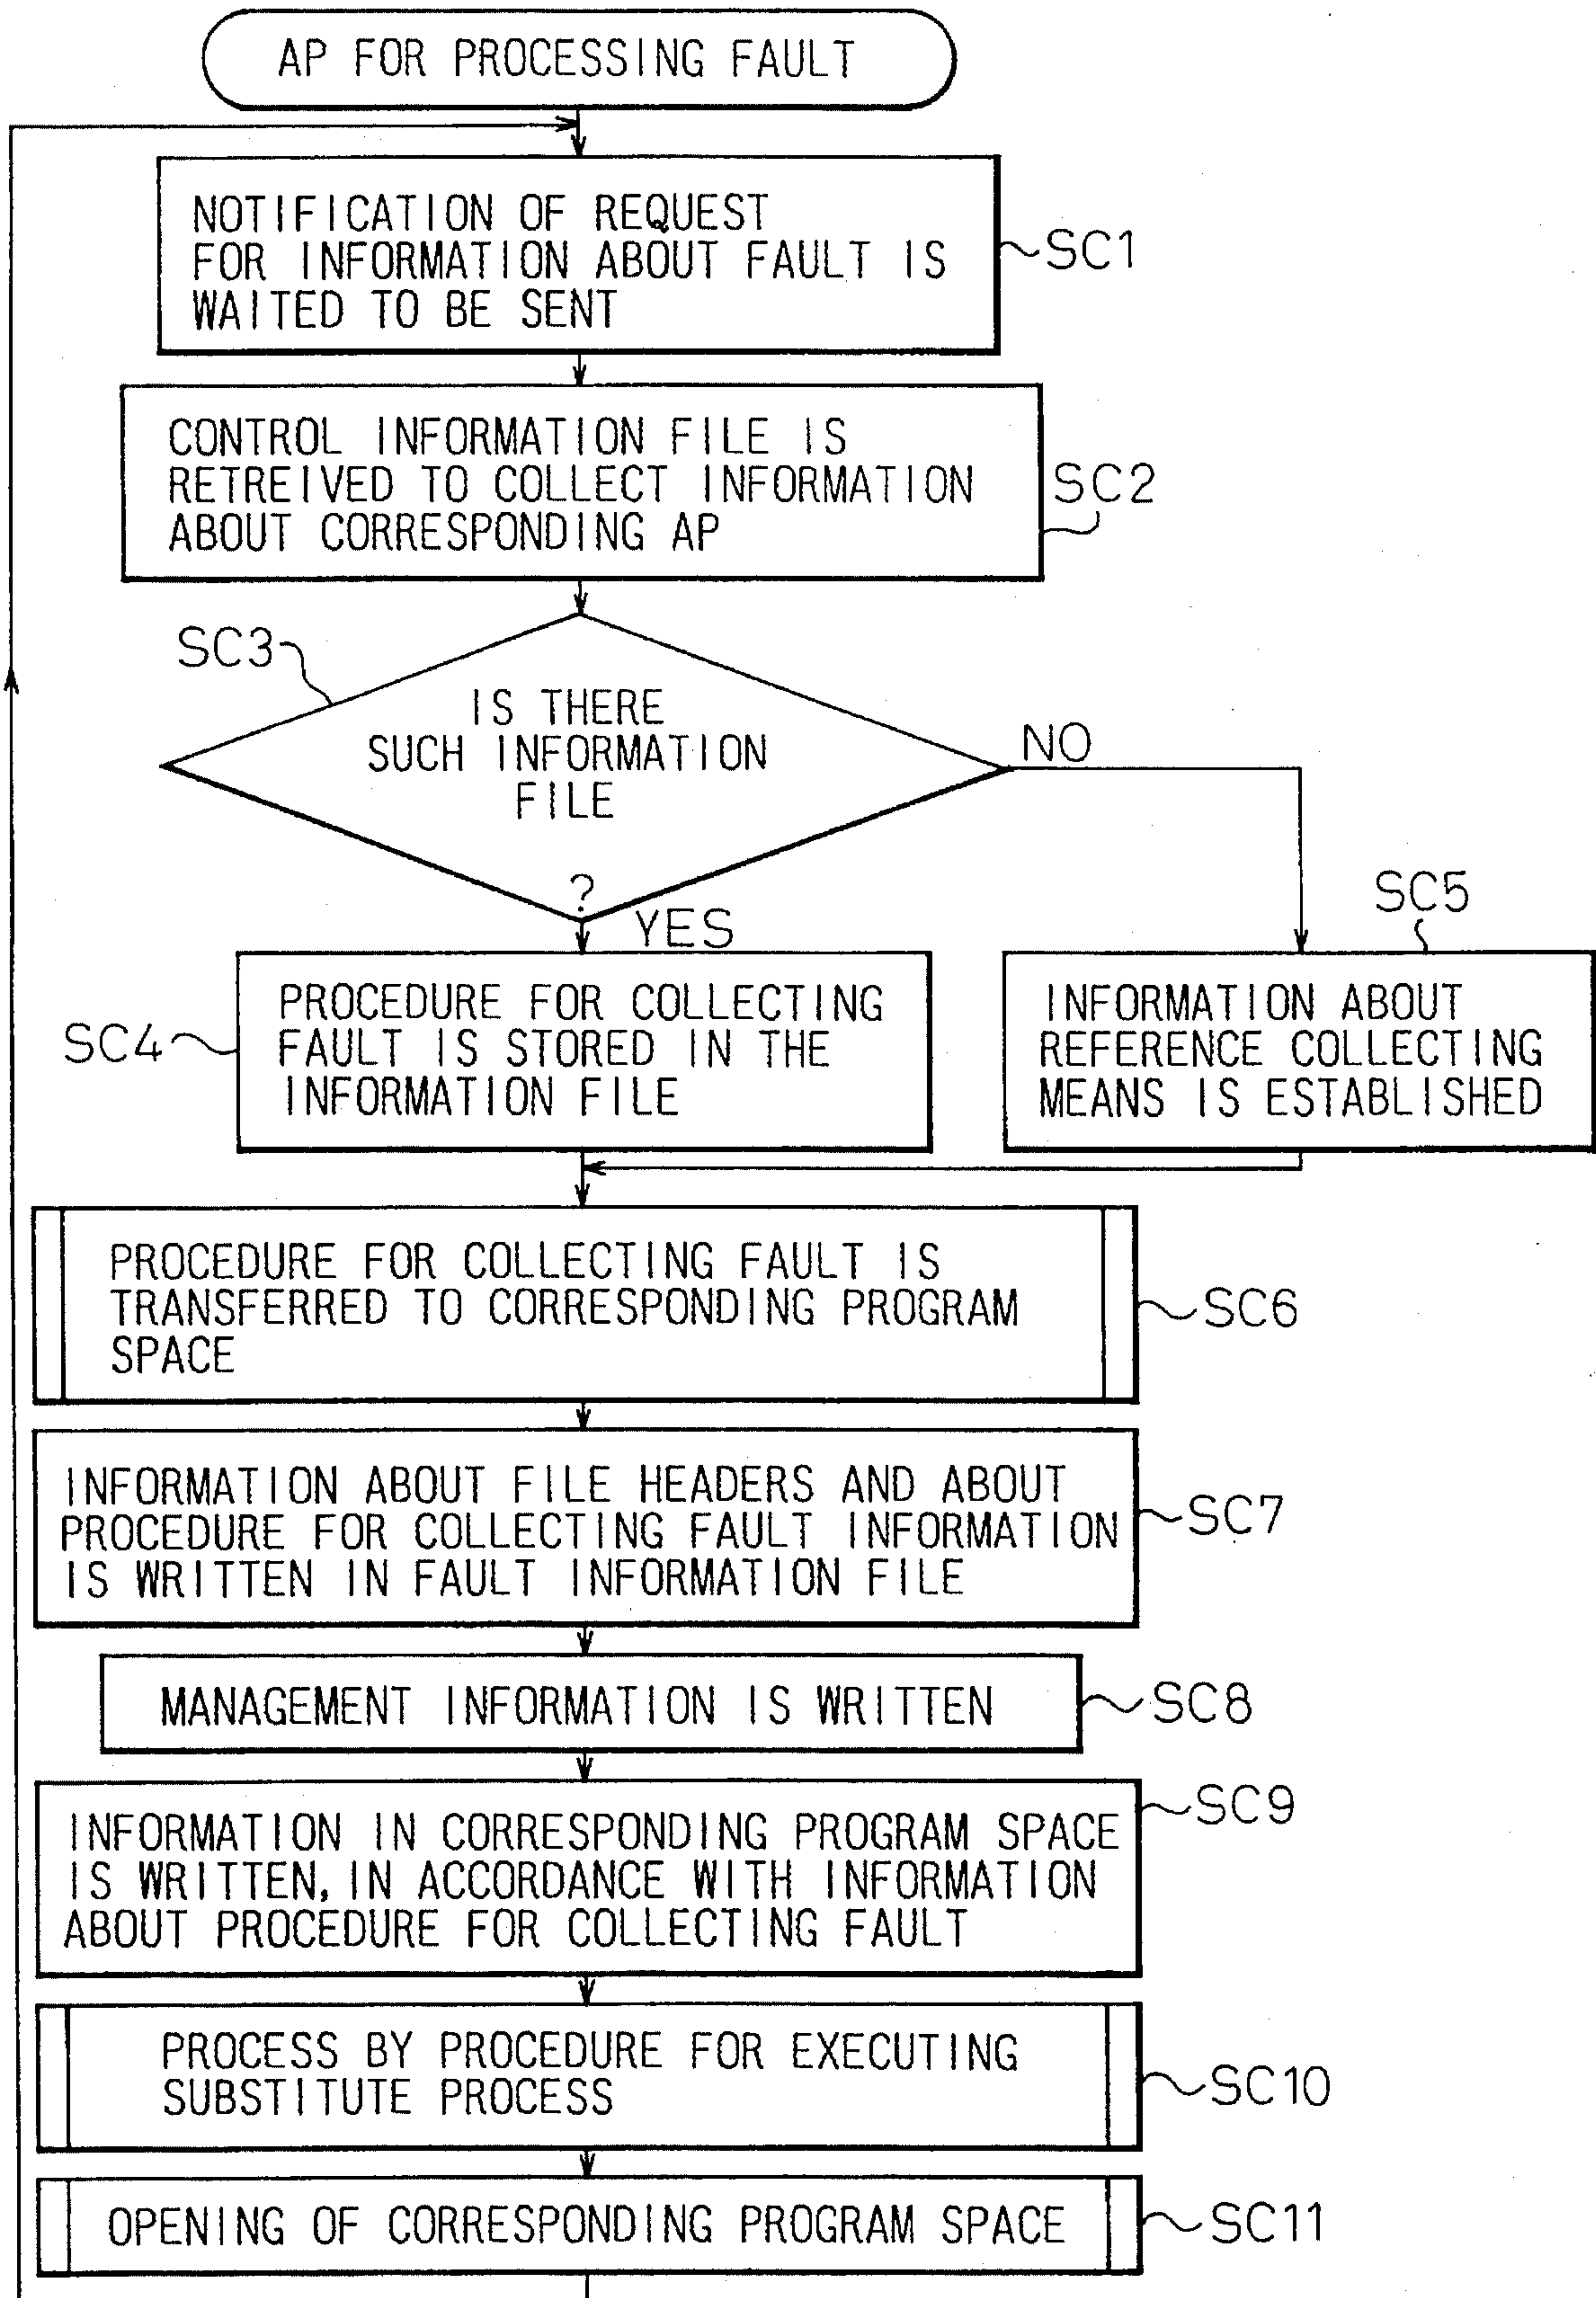 AP FOR PROCESSING FAULT
NOTIFICATION OF REQUEST
FOR INFORMATION ABOUT FAULT IS
WAITED TO BE SENT
SC1
CONTROL INFORMATION FILE IS
RETREIVED TO COLLECT INFORMATION
ABOUT CORRESPONDING AP
SC2
SC3
IS THERE
SUCH INFORMATION
FILE
?
NO
YES
SC4
PROCEDURE FOR COLLECTING
FAULT IS STORED IN THE
INFORMATION FILE
SC5
INFORMATION ABOUT
REFERENCE COLLECTING
MEANS IS ESTABLISHED
PROCEDURE FOR COLLECTING FAULT IS
TRANSFERRED TO CORRESPONDING PROGRAM
SPACE
SC6
INFORMATION ABOUT FILE HEADERS AND ABOUT
PROCEDURE FOR COLLECTING FAULT INFORMATION
IS WRITTEN IN FAULT INFORMATION FILE
SC7
MANAGEMENT INFORMATION IS WRITTEN
SC8
INFORMATION IN CORRESPONDING PROGRAM SPACE
IS WRITTEN, IN ACCORDANCE WITH INFORMATION
ABOUT PROCEDURE FOR COLLECTING FAULT
SC9
PROCESS BY PROCEDURE FOR EXECUTING
SUBSTITUTE PROCESS
SC10
OPENING OF CORRESPONDING PROGRAM SPACE
SC11